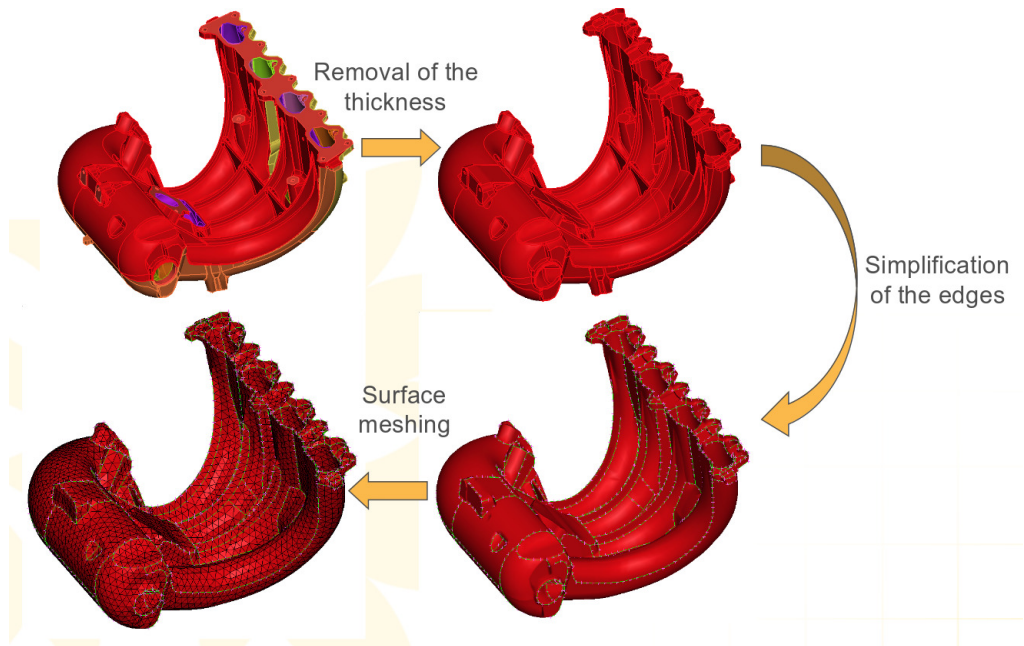 Removal of the
thickness
Simplification
of the edges
Surface
meshing